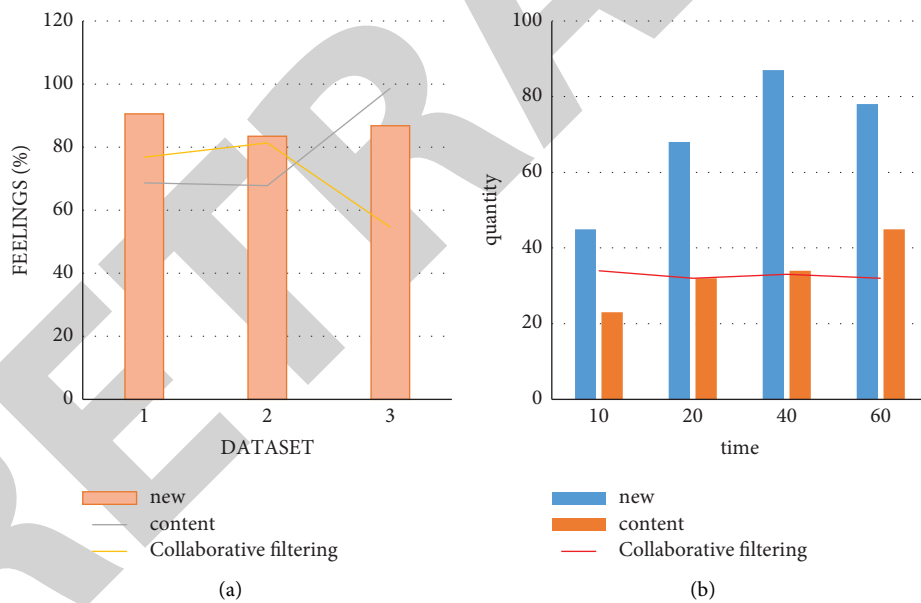 120
100
80
60
40
20
0
FEELINGS (%)
1 2 3
DATASET
new
content
Collaborative filtering
(a)
100
80
60
40
20
0
quantity
10 20 40 60
time
new
content
Collaborative filtering
(b)
RETRA